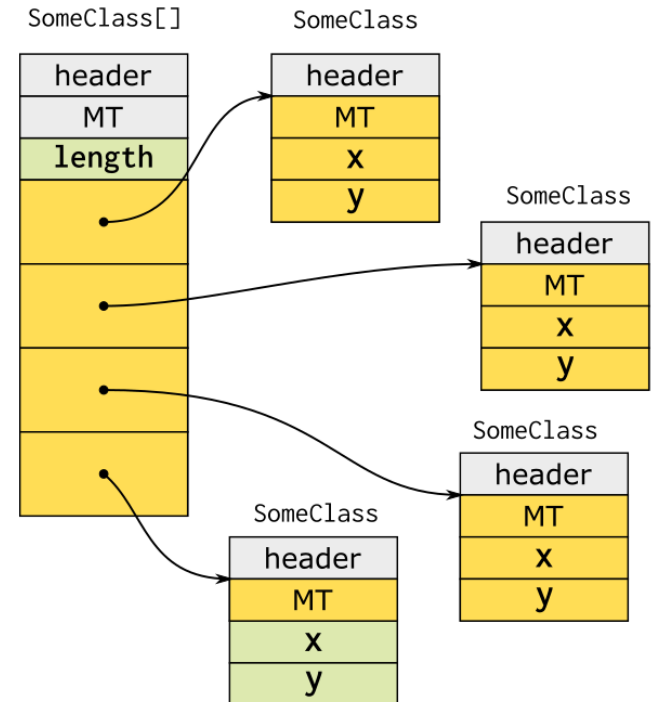 SomeClass[]
header
MT
length
SomeClass
header
MT
x
y
SomeClass
header
MT
x
y
SomeClass
header
MT
x
y
SomeClass
header
MT
x
y